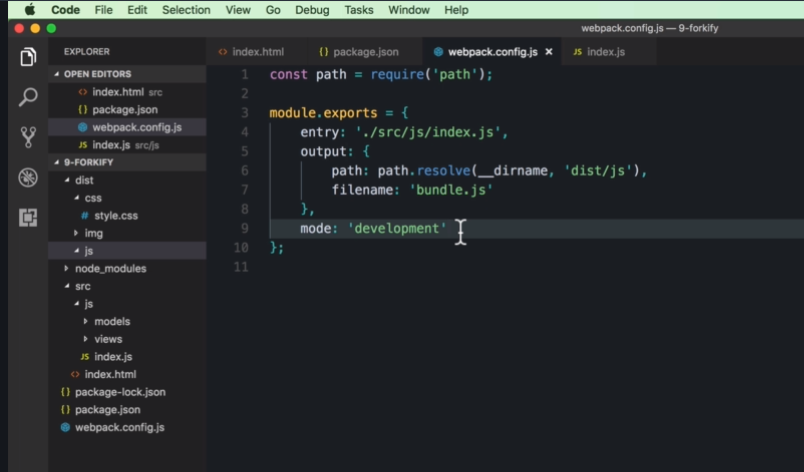 Code File Edit Selection View Go Debug Tasks Window Help
webpack.config.js — 9-forkify
EXPLORER
index.html package.json webpack.config.js × JS index.js
OPEN EDITORS
<> index.html src
{} package.json
webpack.config.js
JS index.js src/js
9-FORKIFY
dist
css
# style.css
img
js
node_modules
src
js
models
views
JS index.js
<> index.html
{} package-lock.json
{} package.json
webpack.config.js
1 const path = require('path');
2
3 module.exports = {
4     entry: './src/js/index.js',
5     output: {
6         path: path.resolve(__dirname, 'dist/js'),
7         filename: 'bundle.js'
8     },
9     mode: 'development'
10 };
11